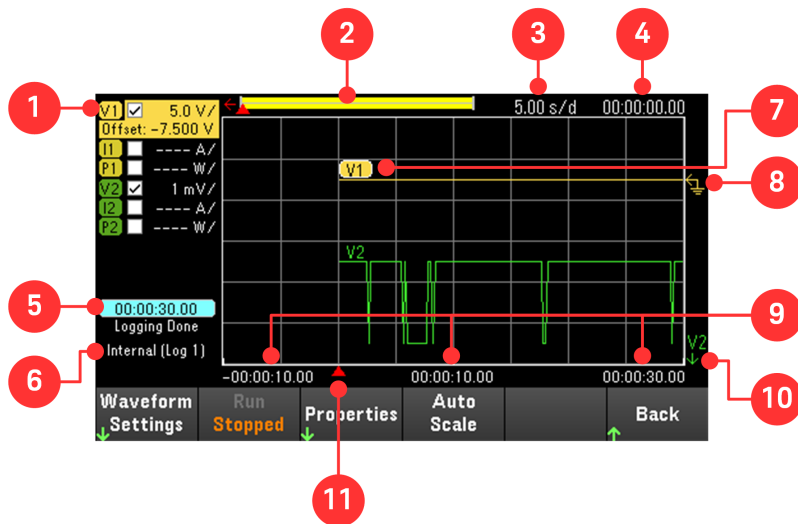 2
3
4
1
V1 5.0 V/
5.00 s/d
00:00:00.00
Offset: -7.500 V
I1 ---- A/
P1 ---- W/
V2 1 mV/
I2 ---- A/
P2 ---- W/
V1
7
8
V2
5
00:00:30.00
Logging Done
9
6
Internal (Log 1)
V2
10
-00:00:10.00
00:00:10.00
00:00:30.00
Waveform
Settings
Run
Stopped
Properties
Auto
Scale
Back
11